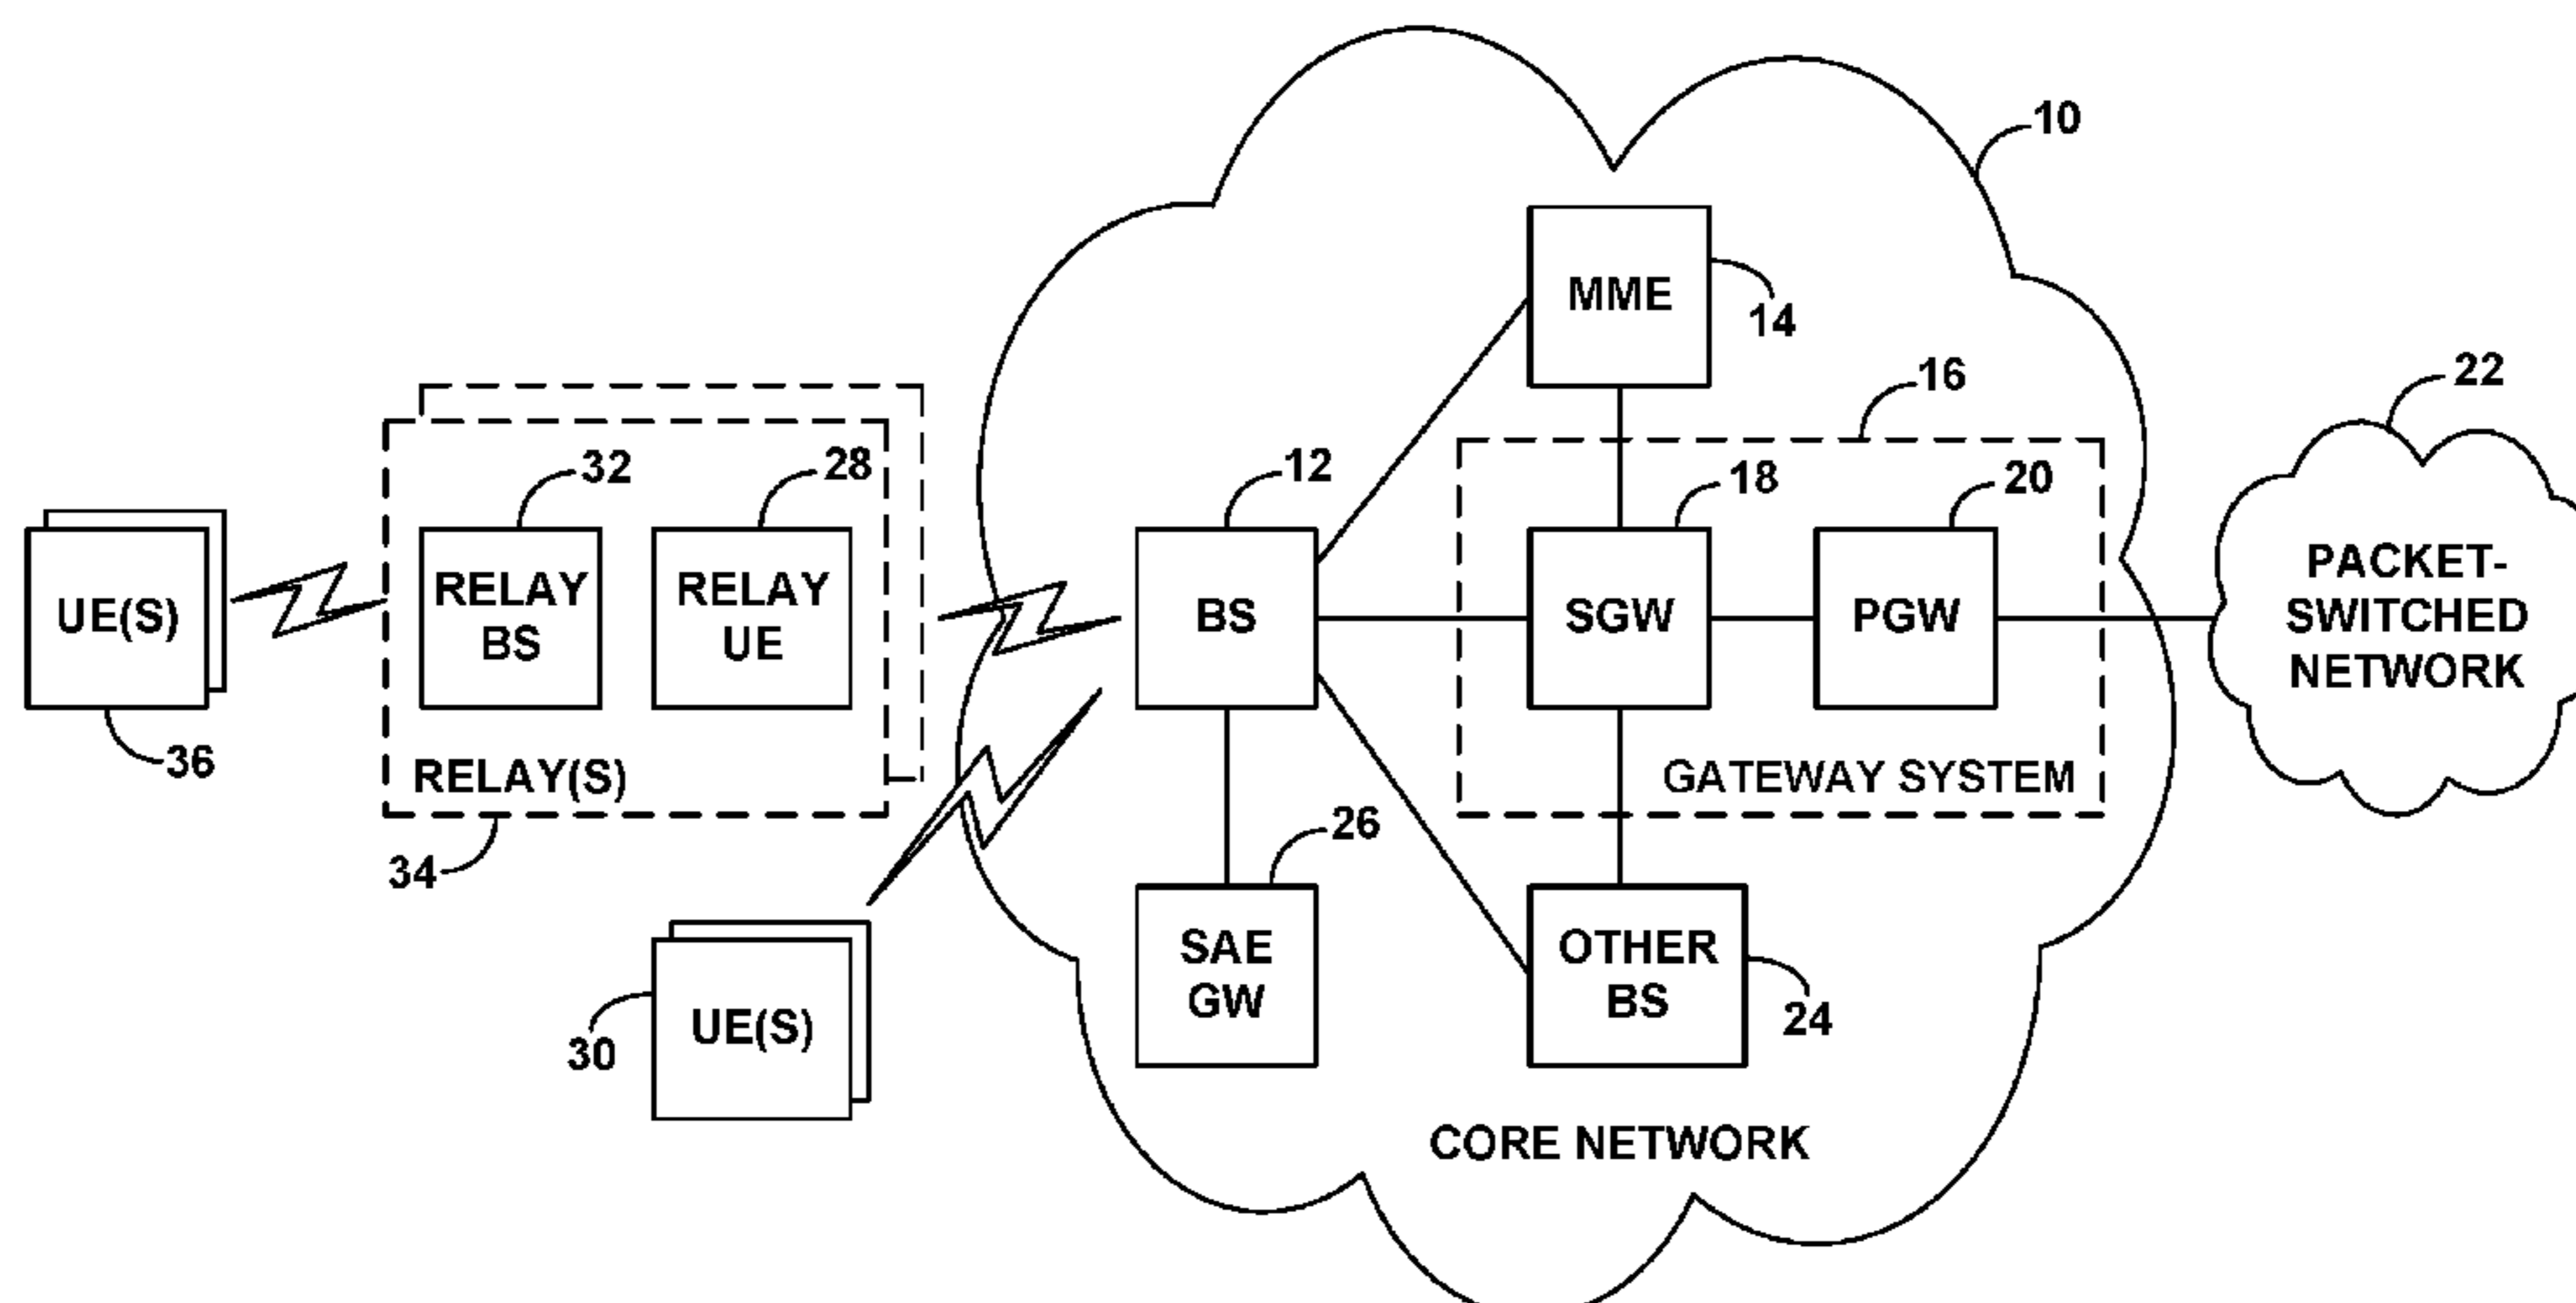 10
MME
14
22
16
32
28
12
18
20
UE(S)
RELAY
BS
RELAY
UE
BS
SGW
PGW
PACKET-
SWITCHED
NETWORK
36
RELAY(S)
GATEWAY SYSTEM
34
26
SAE
GW
OTHER
BS
24
30
UE(S)
CORE NETWORK